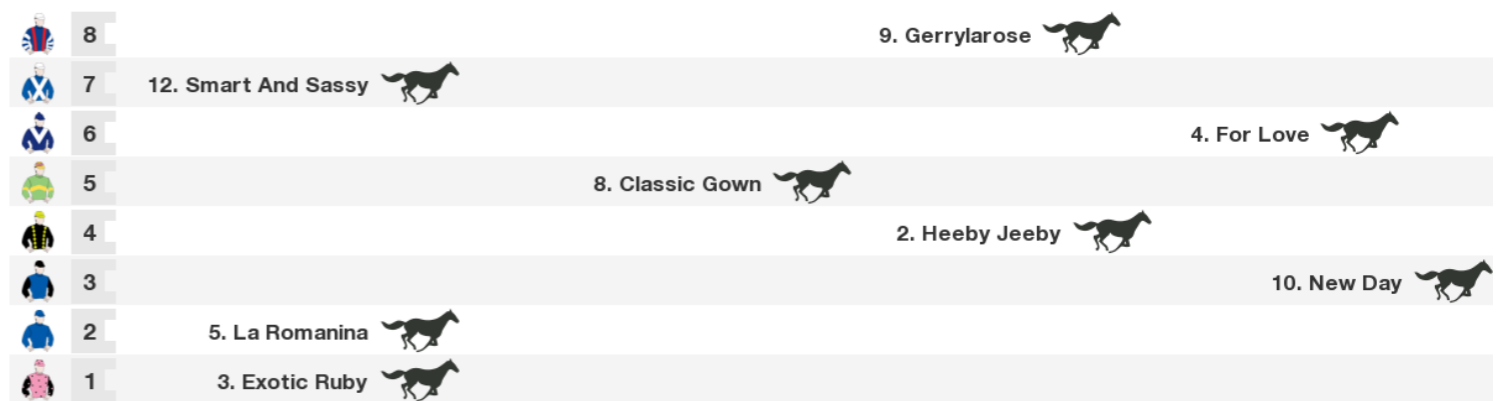 8 9. Gerrylarose
7 12. Smart And Sassy
6 4. For Love
5 8. Classic Gown
4 2. Heeby Jeeby
3 10. New Day
2 5. La Romanina
1 3. Exotic Ruby